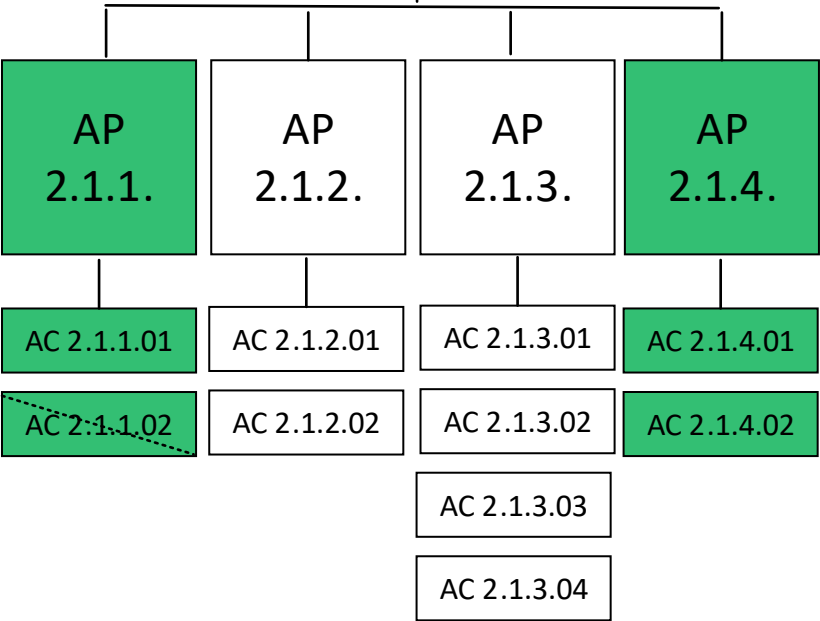 AP
2.1.1.
AP
2.1.2.
AP
2.1.3.
AP
2.1.4.
AC 2.1.1.01
AC 2.1.2.01
AC 2.1.3.01
AC 2.1.4.01
AC 2.1.1.02
AC 2.1.2.02
AC 2.1.3.02
AC 2.1.4.02
AC 2.1.3.03
AC 2.1.3.04